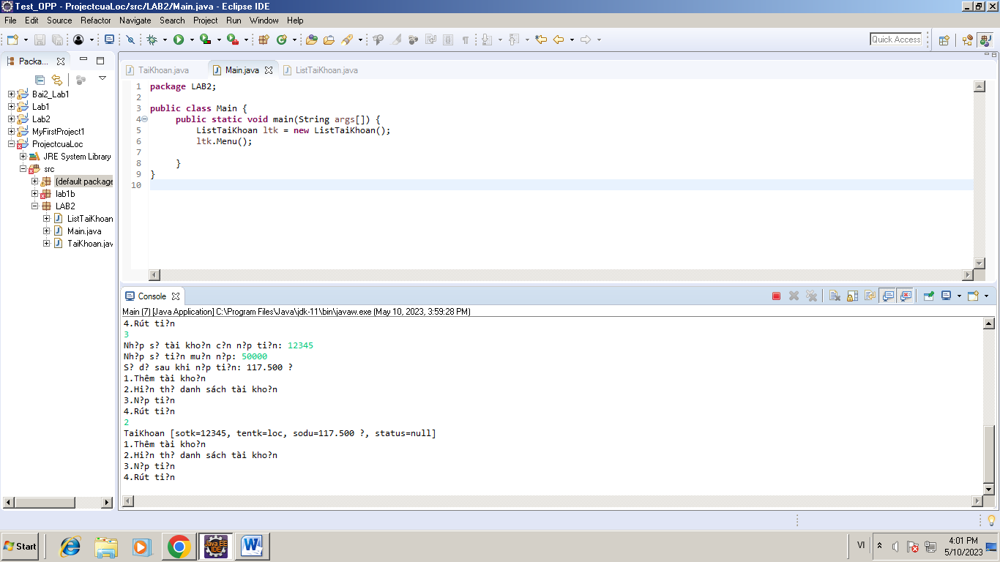 Test_OPP - ProjectcuaLoc/src/LAB2/Main.java - Eclipse IDE
File Edit Source Refactor Navigate Search Project Run Window Help
Quick Access
Packa...
Bai2_Lab1
Lab1
Lab2
MyFirstProject1
ProjectcuaLoc
JRE System Library
src
(default package
lab1b
LAB2
ListTaiKhoan
Main.java
TaiKhoan.jav
TaiKhoan.java Main.java ListTaiKhoan.java
1 package LAB2;
2
3 public class Main {
4 public static void main(String args[]) {
5 ListTaiKhoan ltk = new ListTaiKhoan();
6 ltk.Menu();
7
8 }
9 }
10
Console
Main (7) [Java Application] C:\Program Files\Java\jdk-11\bin\javaw.exe (May 10, 2023, 3:59:28 PM)
4.Rút ti?n
3
Nh?p s? tài kho?n c?n n?p ti?n: 12345
Nh?p s? ti?n mu?n n?p: 50000
S? d? sau khi n?p ti?n: 117.500 ?
1.Thêm tài kho?n
2.Hi?n th? danh sách tài kho?n
3.N?p ti?n
4.Rút ti?n
2
TaiKhoan [sotk=12345, tentk=loc, sodu=117.500 ?, status=null]
1.Thêm tài kho?n
2.Hi?n th? danh sách tài kho?n
3.N?p ti?n
4.Rút ti?n
Start
Java EE
IDE
VI
4:01 PM
5/10/2023